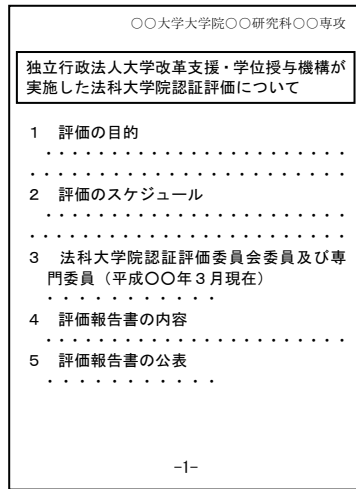 ○○大学大学院○○研究科○○専攻
独立行政法人大学改革支援・学位授与機構が
実施した法科大学院認証評価について
１　評価の目的
・・・・・・・・・・・・・・・・・・・・・・
・・・・・・・・・・・・・・・・・・・・・・・
２　評価のスケジュール
・・・・・・・・・・・・・・・・・・・・・・
・・・・・・・・・・・・・・・・・・・・・・・
３　法科大学院認証評価委員会委員及び専
門委員（平成○○年３月現在）
・・・・・・・・・・・
４　評価報告書の内容
・・・・・・・・・・・・・・・・・・・・・・
５　評価報告書の公表
・・・・・・・・・・・
-1-